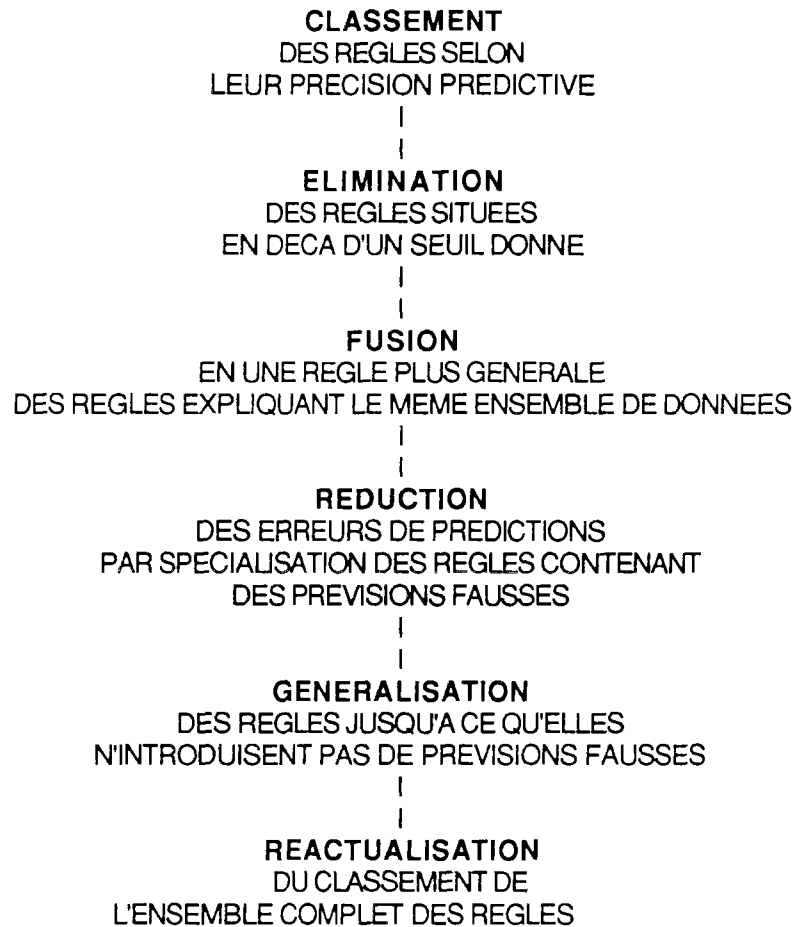 CLASSEMENT
DES REGLES SELON
LEUR PRECISION PREDICTIVE
ELIMINATION
DES REGLES SITUEES
EN DECA D'UN SEUIL DONNE
FUSION
EN UNE REGLE PLUS GENERALE
DES REGLES EXPLIQUANT LE MEME ENSEMBLE DE DONNEES
REDUCTION
DES ERREURS DE PREDICTIONS
PAR SPECIALISATION DES REGLES CONTENANT
DES PREVISIONS FAUSSES
GENERALISATION
DES REGLES JUSQU'A CE QU'ELLES
N'INTRODUISENT PAS DE PREVISIONS FAUSSES
REACTUALISATION
DU CLASSEMENT DE
L'ENSEMBLE COMPLET DES REGLES